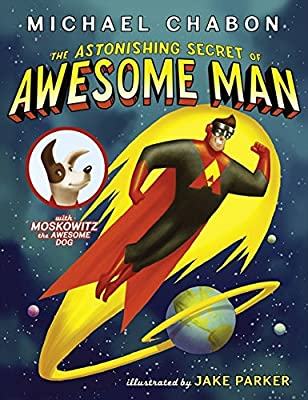 MICHAEL CHABON
THE ASTONISHING SECRET OF
AWESOME MAN
with
MOSKOWITZ
the AWESOME
DOG
illustrated by JAKE PARKER